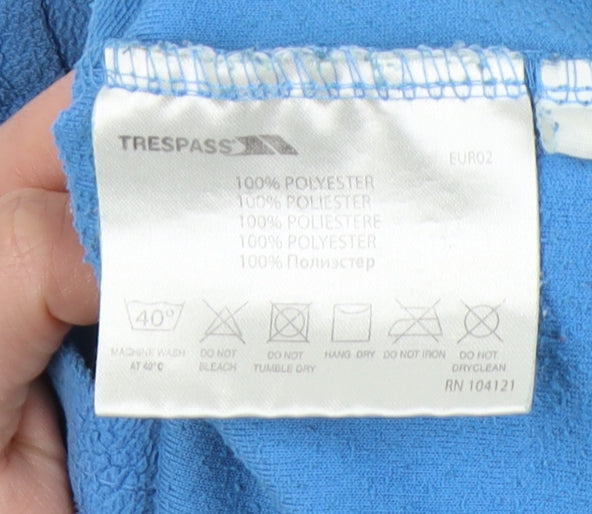 TRESPASS
EUR02
100% POLYESTER
100% POLIESTER
100% POLIESTERE
100% POLYESTER
100% Полиэстер
40°
MACHINE WASH AT 40°C
DO NOT BLEACH
DO NOT TUMBLE DRY
HANG DRY
DO NOT IRON
DO NOT DRYCLEAN
RN 104121